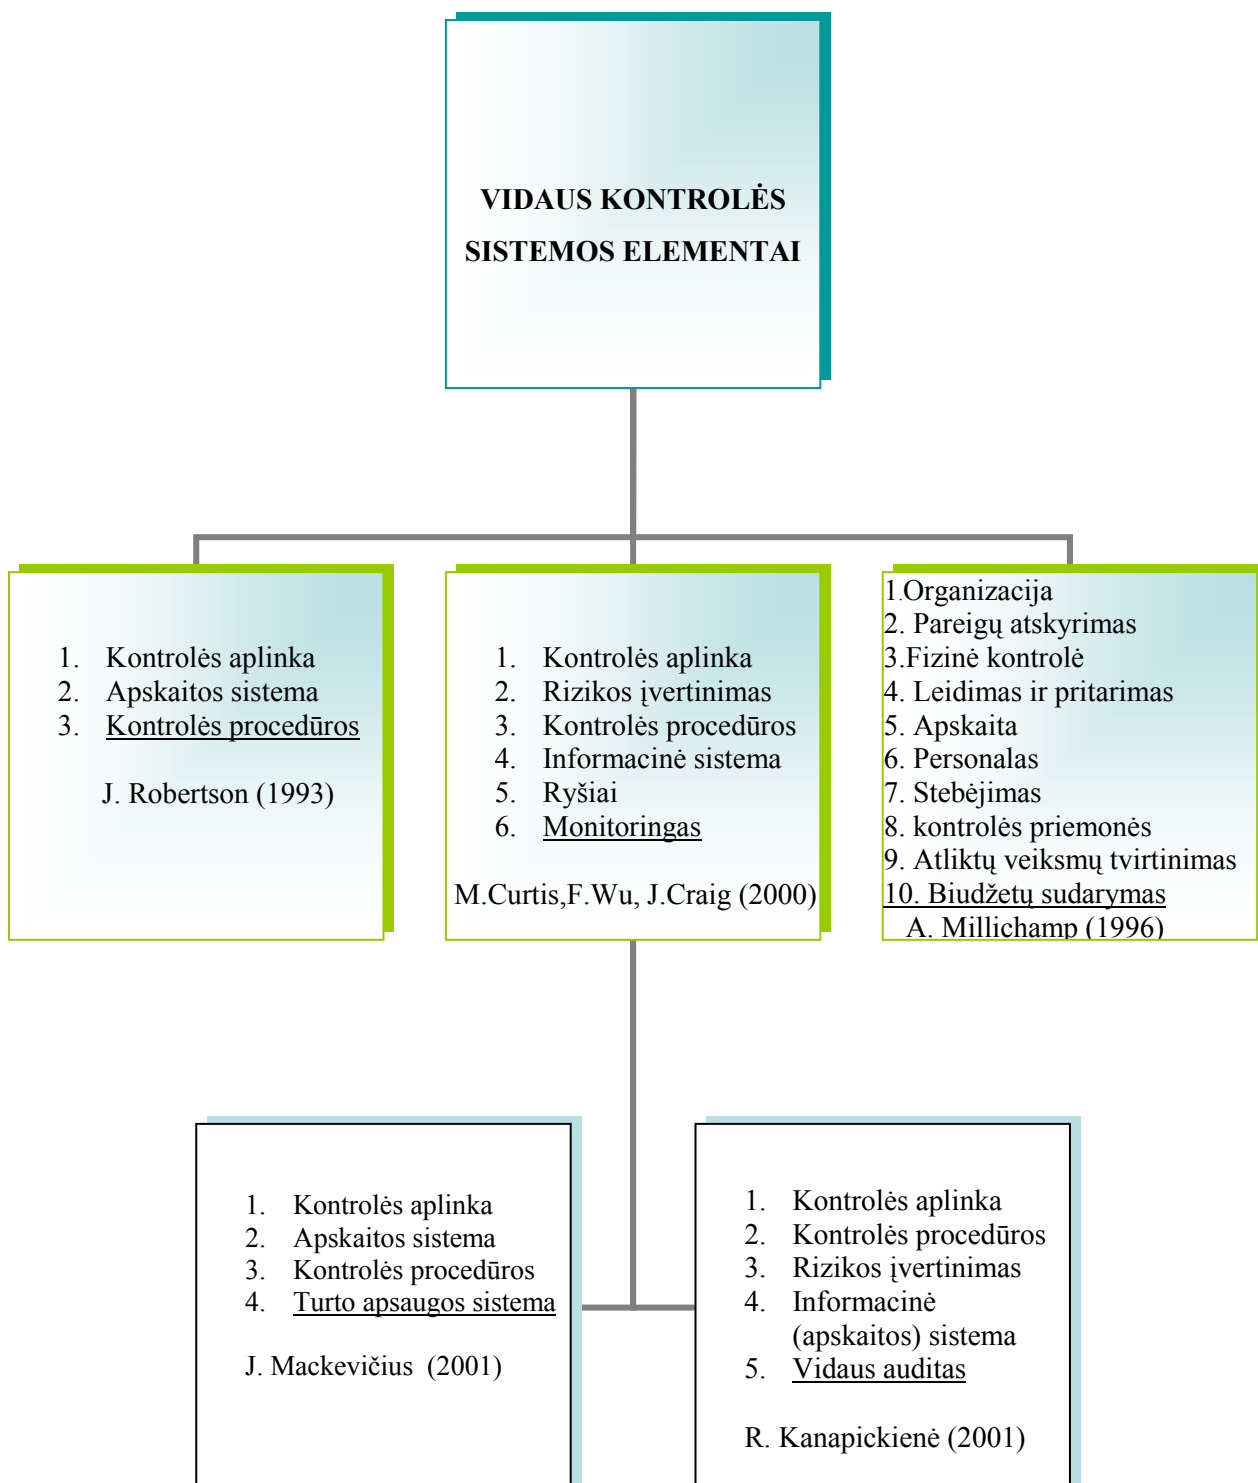 VIDAUS KONTROLĖS
SISTEMOS ELEMENTAI
1. Kontrolės aplinka
2. Apskaitos sistema
3. Kontrolės procedūros
J. Robertson (1993)
1. Kontrolės aplinka
2. Rizikos įvertinimas
3. Kontrolės procedūros
4. Informacinė sistema
5. Ryšiai
6. Monitoringas
M.Curtis,F.Wu, J.Craig (2000)
1.Organizacija
2. Pareigų atskyrimas
3.Fizinė kontrolė
4. Leidimas ir pritarimas
5. Apskaita
6. Personalas
7. Stebėjimas
8. kontrolės priemonės
9. Atliktų veiksmų tvirtinimas
10. Biudžetų sudarymas
A. Millichamp (1996)
1. Kontrolės aplinka
2. Apskaitos sistema
3. Kontrolės procedūros
4. Turto apsaugos sistema
J. Mackevičius (2001)
1. Kontrolės aplinka
2. Kontrolės procedūros
3. Rizikos įvertinimas
4. Informacinė
(apskaitos) sistema
5. Vidaus auditas
R. Kanapickienė (2001)